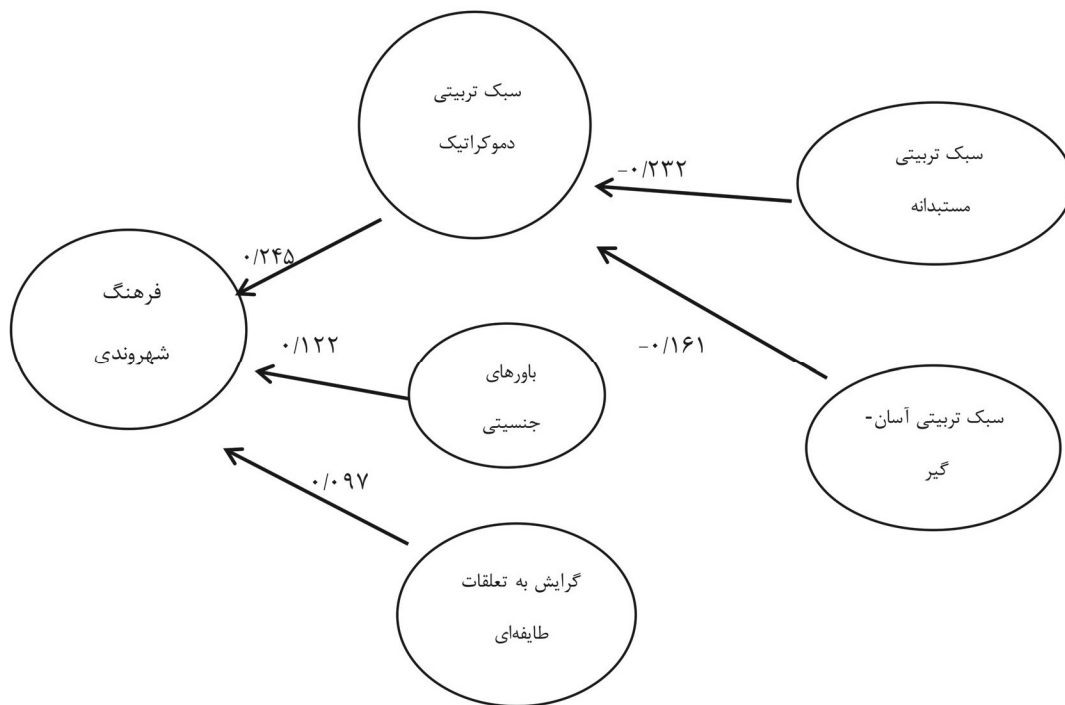 سبک تربیتی
دموکراتیک
سبک تربیتی
مستبدانه
-۰/۲۳۲
۰/۲۴۵
فرهنگ
شهروندی
۰/۱۲۲
باورهای
جنسیتی
-۰/۱۶۱
سبک تربیتی آسان-
گیر
۰/۰۹۷
گرایش به تعلقات
طایفه‌ای